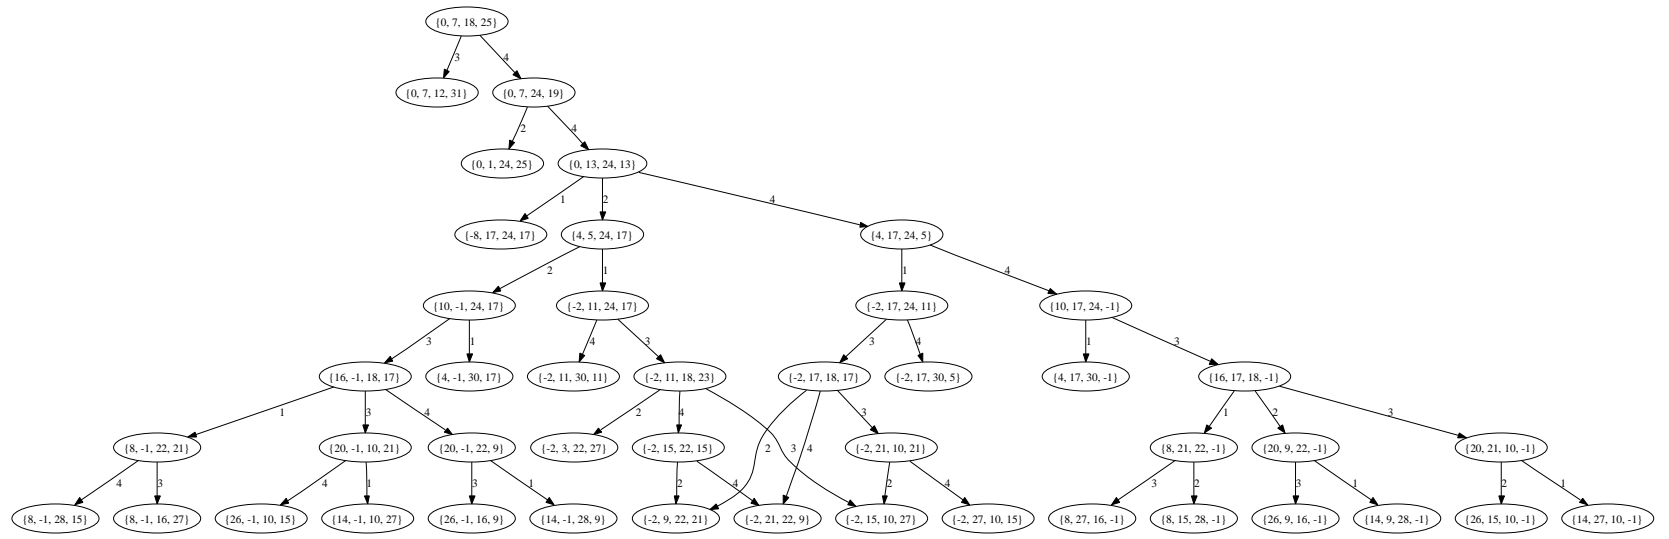 {0, 7, 18, 25}
3 4
{0, 7, 12, 31} {0, 7, 24, 19}
2 4
{0, 1, 24, 25} {0, 13, 24, 13}
1 2 4
{-8, 17, 24, 17} {4, 5, 24, 17} {4, 17, 24, 5}
2 1 1 4
{10, -1, 24, 17} {-2, 11, 24, 17} {-2, 17, 24, 11} {10, 17, 24, -1}
3 1 4 3 3 4 1 3
{16, -1, 18, 17} {4, -1, 30, 17} {-2, 11, 30, 11} {-2, 11, 18, 23} {-2, 17, 18, 17} {-2, 17, 30, 5} {4, 17, 30, -1} {16, 17, 18, -1}
1 3 4 2 4 3 1 2 3
{8, -1, 22, 21} {20, -1, 10, 21} {20, -1, 22, 9} {-2, 3, 22, 27} {-2, 15, 22, 15} 2 3 4 {-2, 21, 10, 21} {8, 21, 22, -1} {20, 9, 22, -1} {20, 21, 10, -1}
4 3 4 1 3 1 2 4 2 4 3 2 3 1 2 1
{8, -1, 28, 15} {8, -1, 16, 27} {26, -1, 10, 15} {14, -1, 10, 27} {26, -1, 16, 9} {14, -1, 28, 9} {-2, 9, 22, 21} {-2, 21, 22, 9} {-2, 15, 10, 27} {-2, 27, 10, 15} {8, 27, 16, -1} {8, 15, 28, -1} {26, 9, 16, -1} {14, 9, 28, -1} {26, 15, 10, -1} {14, 27, 10, -1}